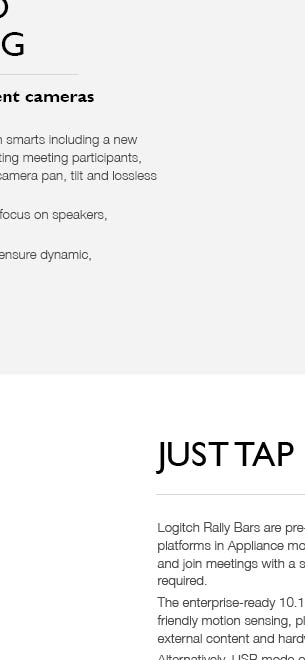 G
ent cameras
n smarts including a new
ting meeting participants,
camera pan, tilt and lossless
focus on speakers,
ensure dynamic,
JUST TAP
Logitch Rally Bars are pre-
platforms in Appliance mo
and join meetings with a s
required.
The enterprise-ready 10.1
friendly motion sensing, pl
external content and hard
Alternatively, USB mode o